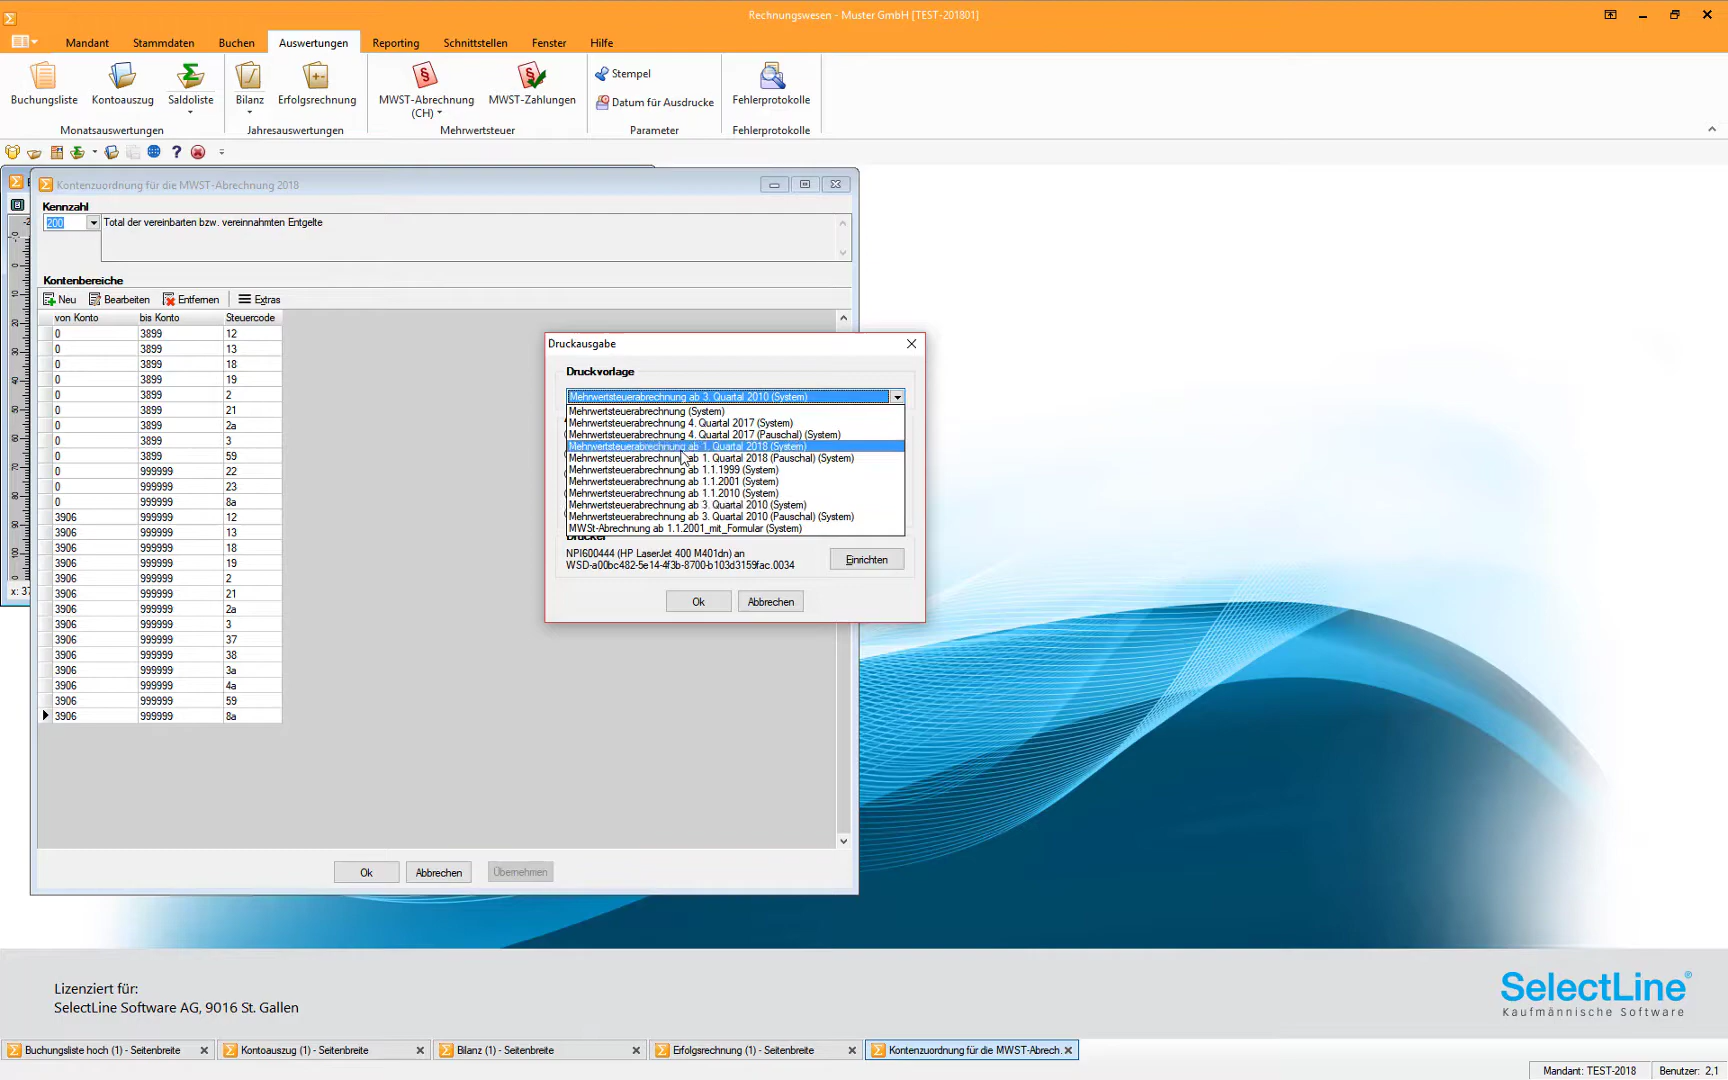 Rechnungswesen - Muster GmbH [TEST-201801]
Mandant Stammdaten Buchen Auswertungen Reporting Schnittstellen Fenster Hilfe
Buchungsliste Kontoauszug Saldoliste Bilanz Erfolgsrechnung MWST-Abrechnung (CH) MWST-Zahlungen Stempel Datum für Ausdrucke Fehlerprotokolle
Monatsauswertungen Jahresauswertungen Mehrwertsteuer Parameter Fehlerprotokolle
Kontenzuordnung für die MWST-Abrechnung 2018
Kennzahl
200 Total der vereinbarten bzw. vereinnahmten Entgelte
Kontenbereiche
Neu Bearbeiten Entfernen Extras
von Konto bis Konto Steuercode
0 3899 12
0 3899 13
0 3899 18
0 3899 19
0 3899 2
0 3899 21
0 3899 2a
0 3899 3
0 3899 59
0 999999 22
0 999999 23
0 999999 8a
3906 999999 12
3906 999999 13
3906 999999 18
3906 999999 19
3906 999999 2
3906 999999 21
3906 999999 2a
3906 999999 3
3906 999999 37
3906 999999 38
3906 999999 3a
3906 999999 4a
3906 999999 59
3906 999999 8a
Ok Abbrechen Übernehmen
Druckausgabe
Druckvorlage
Mehrwertsteuerabrechnung ab 3. Quartal 2010 (System)
Mehrwertsteuerabrechnung (System)
Mehrwertsteuerabrechnung 4. Quartal 2017 (System)
Mehrwertsteuerabrechnung 4. Quartal 2017 (Pauschal) (System)
Mehrwertsteuerabrechnung ab 1. Quartal 2018 (System)
Mehrwertsteuerabrechnung ab 1. Quartal 2018 (Pauschal) (System)
Mehrwertsteuerabrechnung ab 1.1.1999 (System)
Mehrwertsteuerabrechnung ab 1.1.2001 (System)
Mehrwertsteuerabrechnung ab 1.1.2010 (System)
Mehrwertsteuerabrechnung ab 3. Quartal 2010 (System)
Mehrwertsteuerabrechnung ab 3. Quartal 2010 (Pauschal) (System)
MWSt-Abrechnung ab 1.1.2001_mit_Formular (System)
Drucker
NPI600444 (HP LaserJet 400 M401dn) an
WSD-a00bc482-5e14-4f3b-8700-b103d3159fac.0034
Einrichten
Ok Abbrechen
Lizenziert für:
SelectLine Software AG, 9016 St. Gallen
SelectLine®
Kaufmännische Software
Buchungsliste hoch (1) - Seitenbreite Kontoauszug (1) - Seitenbreite Bilanz (1) - Seitenbreite Erfolgsrechnung (1) - Seitenbreite Kontenzuordnung für die MWST-Abrech.
Mandant: TEST-2018 Benutzer: 2,1